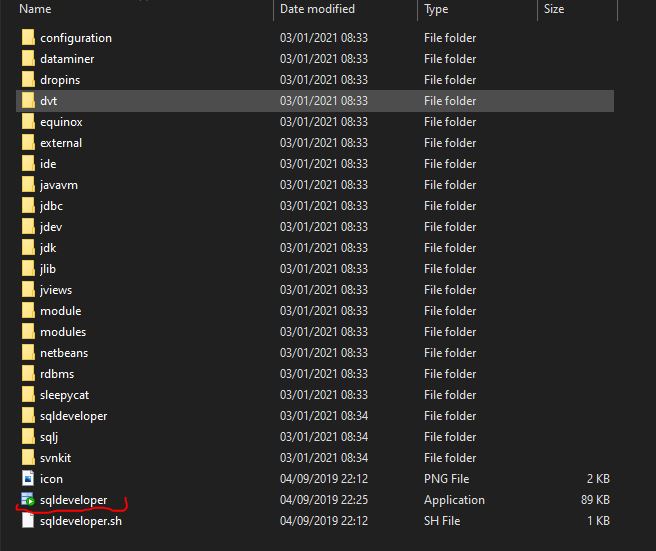 Name Date modified Type Size
configuration 03/01/2021 08:33 File folder
dataminer 03/01/2021 08:33 File folder
dropins 03/01/2021 08:33 File folder
dvt 03/01/2021 08:33 File folder
equinox 03/01/2021 08:33 File folder
external 03/01/2021 08:33 File folder
ide 03/01/2021 08:33 File folder
javavm 03/01/2021 08:33 File folder
jdbc 03/01/2021 08:33 File folder
jdev 03/01/2021 08:33 File folder
jdk 03/01/2021 08:33 File folder
jlib 03/01/2021 08:33 File folder
jviews 03/01/2021 08:33 File folder
module 03/01/2021 08:33 File folder
modules 03/01/2021 08:33 File folder
netbeans 03/01/2021 08:33 File folder
rdbms 03/01/2021 08:33 File folder
sleepycat 03/01/2021 08:33 File folder
sqldeveloper 03/01/2021 08:34 File folder
sqlj 03/01/2021 08:34 File folder
svnkit 03/01/2021 08:34 File folder
icon 04/09/2019 22:12 PNG File 2 KB
sqldeveloper 04/09/2019 22:25 Application 89 KB
sqldeveloper.sh 04/09/2019 22:12 SH File 1 KB